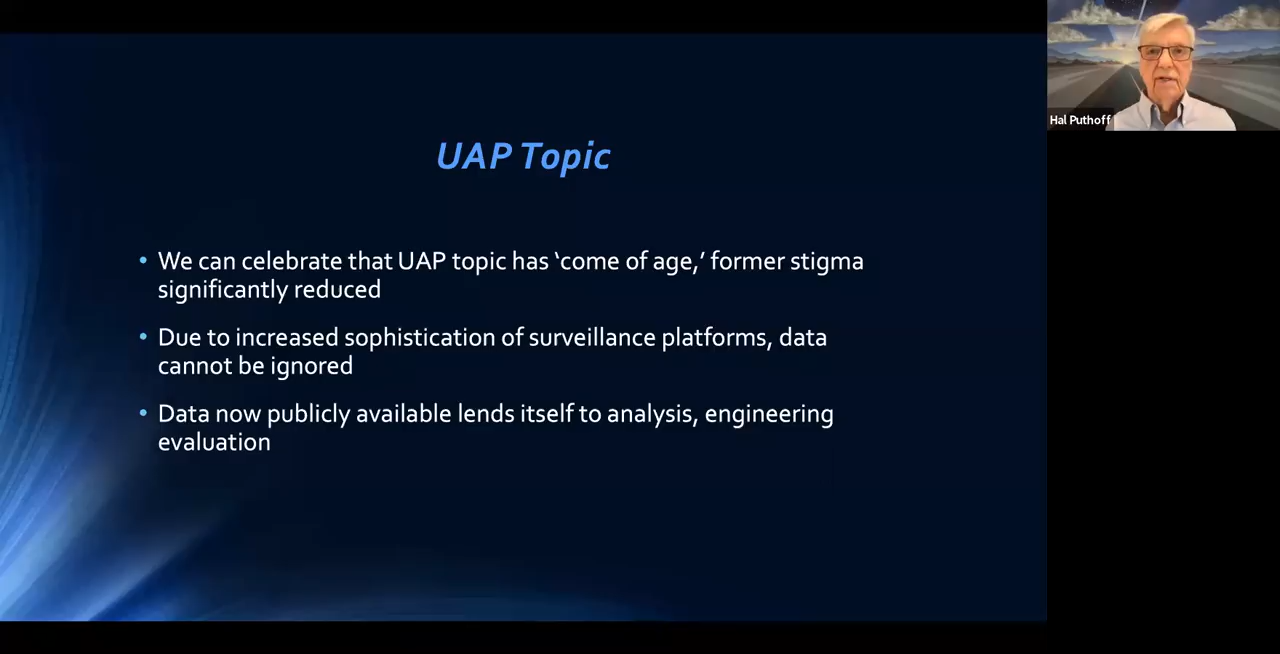 UAP Topic
• We can celebrate that UAP topic has ‘come of age,’ former stigma
significantly reduced
• Due to increased sophistication of surveillance platforms, data
cannot be ignored
• Data now publicly available lends itself to analysis, engineering
evaluation
Hal Puthoff